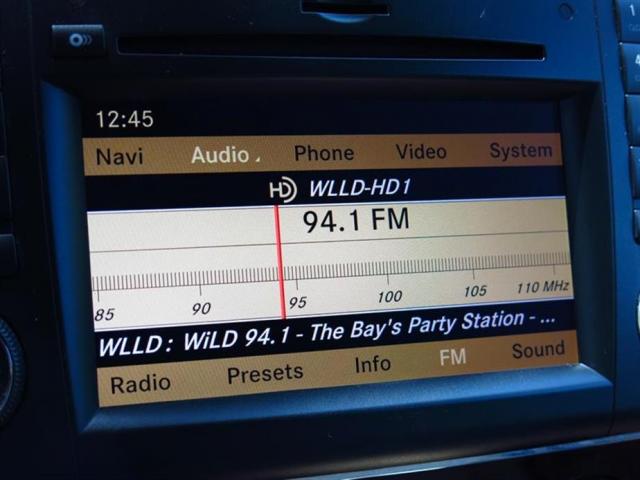 12:45
Navi Audio Phone Video System
HD WLLD-HD1
94.1 FM
85 90 95 100 105 110 MHz
WLLD: WiLD 94.1 - The Bay's Party Station - ...
Radio Presets Info FM Sound